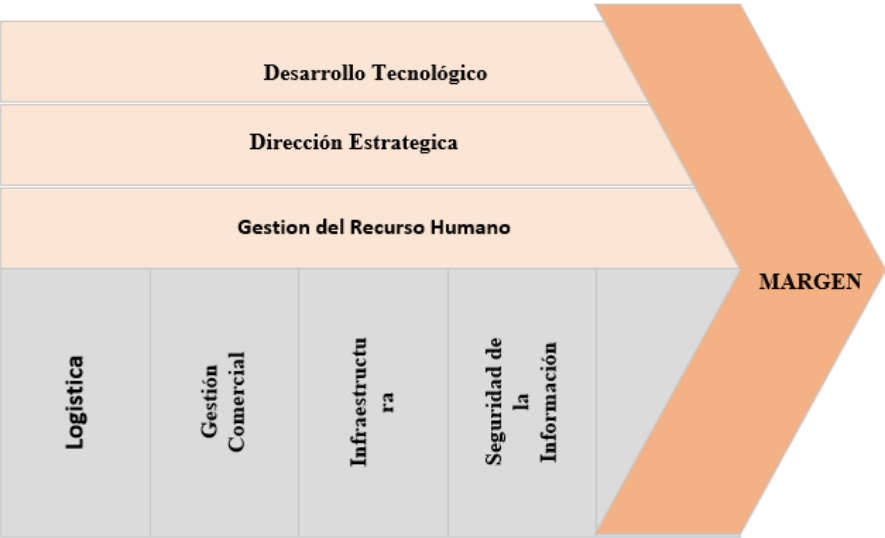 Desarrollo Tecnológico
Dirección Estrategica
Gestion del Recurso Humano
MARGEN
Logistica
Gestión
Comercial
Infraestructu
ra
Seguridad de
la
Información